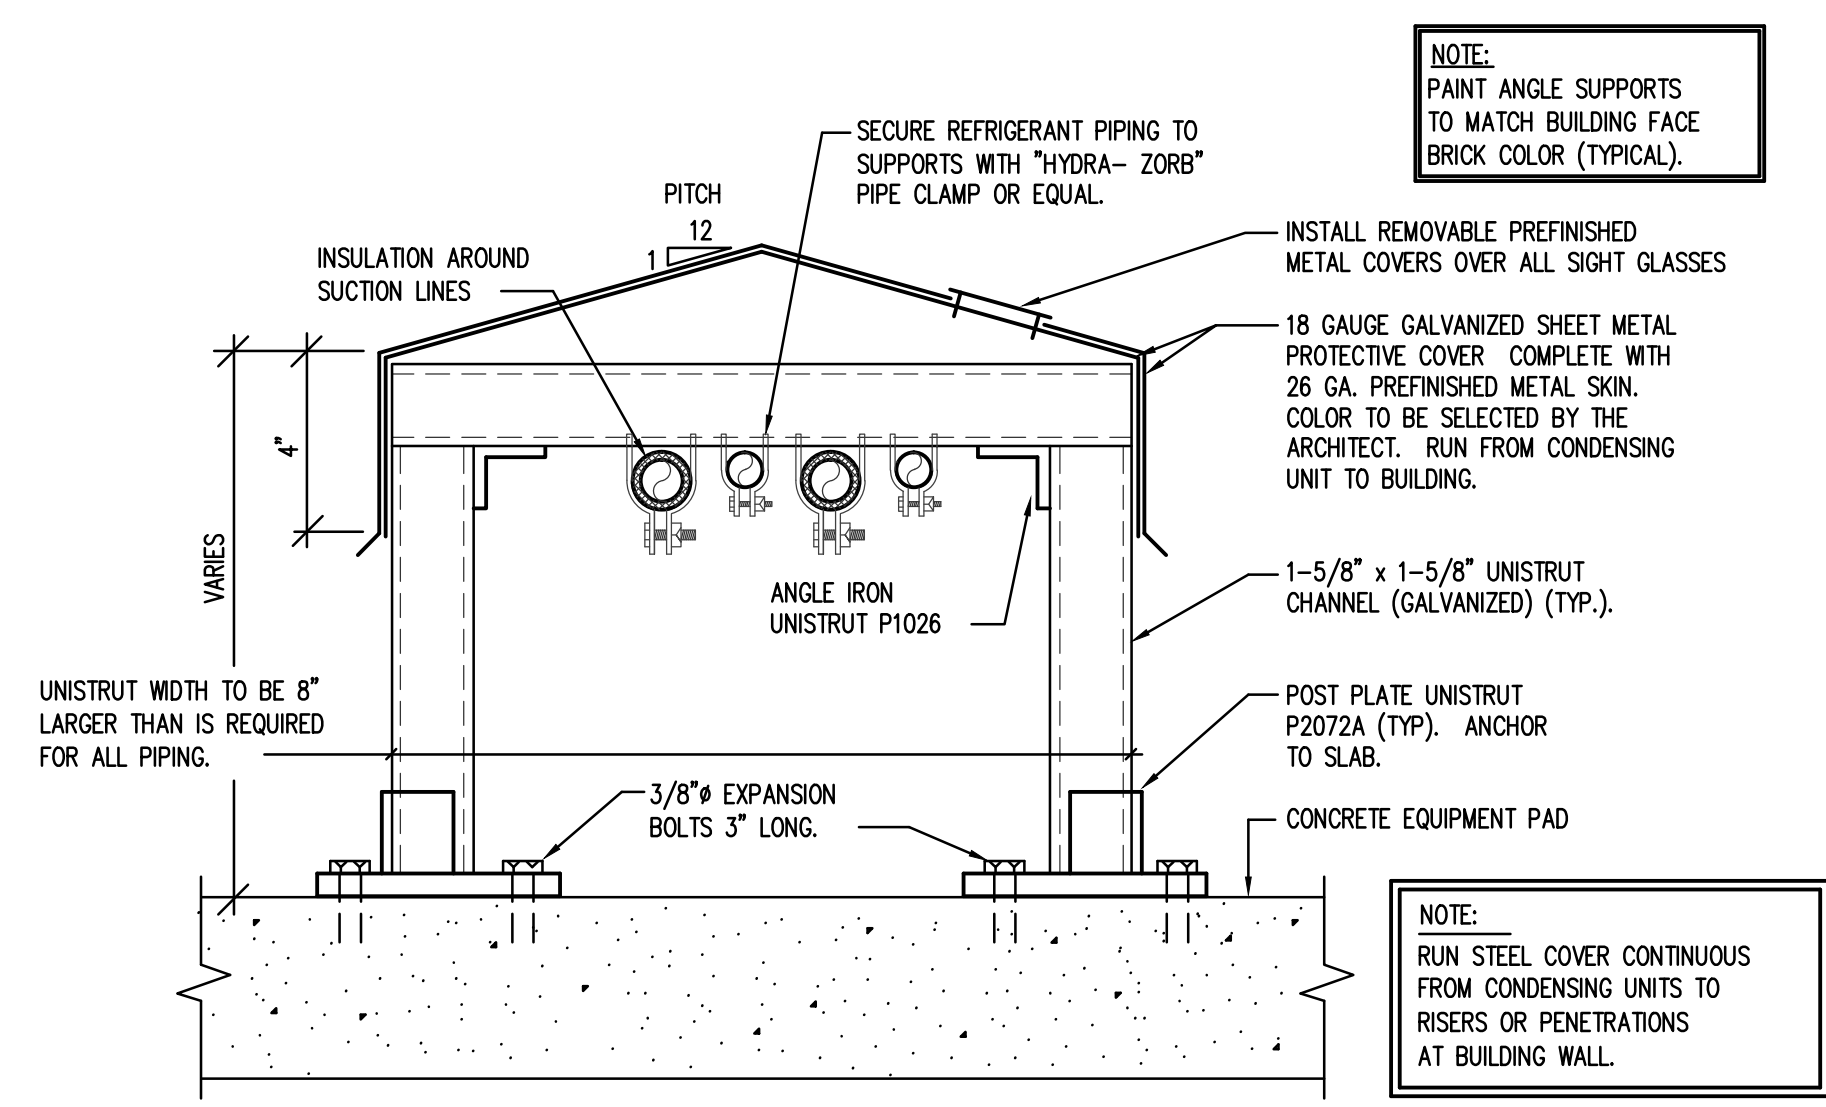 NOTE:
PAINT ANGLE SUPPORTS
TO MATCH BUILDING FACE
BRICK COLOR (TYPICAL).
SECURE REFRIGERANT PIPING TO
SUPPORTS WITH "HYDRA- ZORB"
PIPE CLAMP OR EQUAL.
PITCH
12
1
INSULATION AROUND
SUCTION LINES
INSTALL REMOVABLE PREFINISHED
METAL COVERS OVER ALL SIGHT GLASSES
18 GAUGE GALVANIZED SHEET METAL
PROTECTIVE COVER COMPLETE WITH
26 GA. PREFINISHED METAL SKIN.
COLOR TO BE SELECTED BY THE
ARCHITECT. RUN FROM CONDENSING
UNIT TO BUILDING.
4"
VARIES
ANGLE IRON
UNISTRUT P1026
1-5/8" x 1-5/8" UNISTRUT
CHANNEL (GALVANIZED) (TYP.).
UNISTRUT WIDTH TO BE 8"
LARGER THAN IS REQUIRED
FOR ALL PIPING.
POST PLATE UNISTRUT
P2072A (TYP). ANCHOR
TO SLAB.
3/8"ø EXPANSION
BOLTS 3" LONG.
CONCRETE EQUIPMENT PAD
NOTE:
RUN STEEL COVER CONTINUOUS
FROM CONDENSING UNITS TO
RISERS OR PENETRATIONS
AT BUILDING WALL.